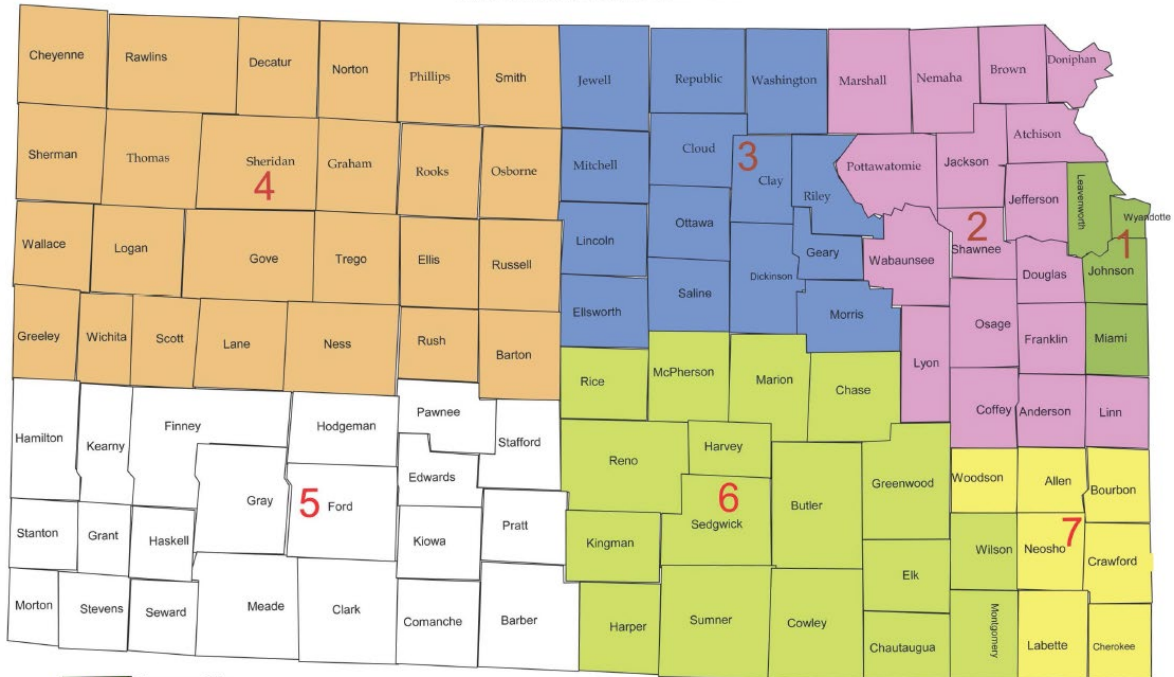 Cheyenne
Rawlins
Decatur
Norton
Phillips
Smith
Jewell
Republic
Washington
Marshall
Nemaha
Brown
Doniphan
Sherman
Thomas
Sheridan
4
Graham
Rooks
Osborne
Mitchell
Cloud
3
Clay
Riley
Pottawatomie
Jackson
Atchison
Jefferson
Leavenworth
Wyandotte
Wallace
Logan
Gove
Trego
Ellis
Russell
Lincoln
Ottawa
Dickinson
Geary
Wabaunsee
2
Shawnee
Douglas
1
Johnson
Greeley
Wichita
Scott
Lane
Ness
Rush
Barton
Ellsworth
Saline
Morris
Lyon
Osage
Franklin
Miami
Rice
McPherson
Marion
Chase
Coffey
Anderson
Linn
Hamilton
Kearny
Finney
Hodgeman
Pawnee
Stafford
Edwards
Gray
5
Ford
Reno
Harvey
6
Sedgwick
Butler
Greenwood
Woodson
Allen
Bourbon
Stanton
Grant
Haskell
Kiowa
Pratt
Kingman
Elk
Wilson
Neosho
7
Crawford
Morton
Stevens
Seward
Meade
Clark
Comanche
Barber
Harper
Sumner
Cowley
Chautaugua
Montgomery
Labette
Cherokee